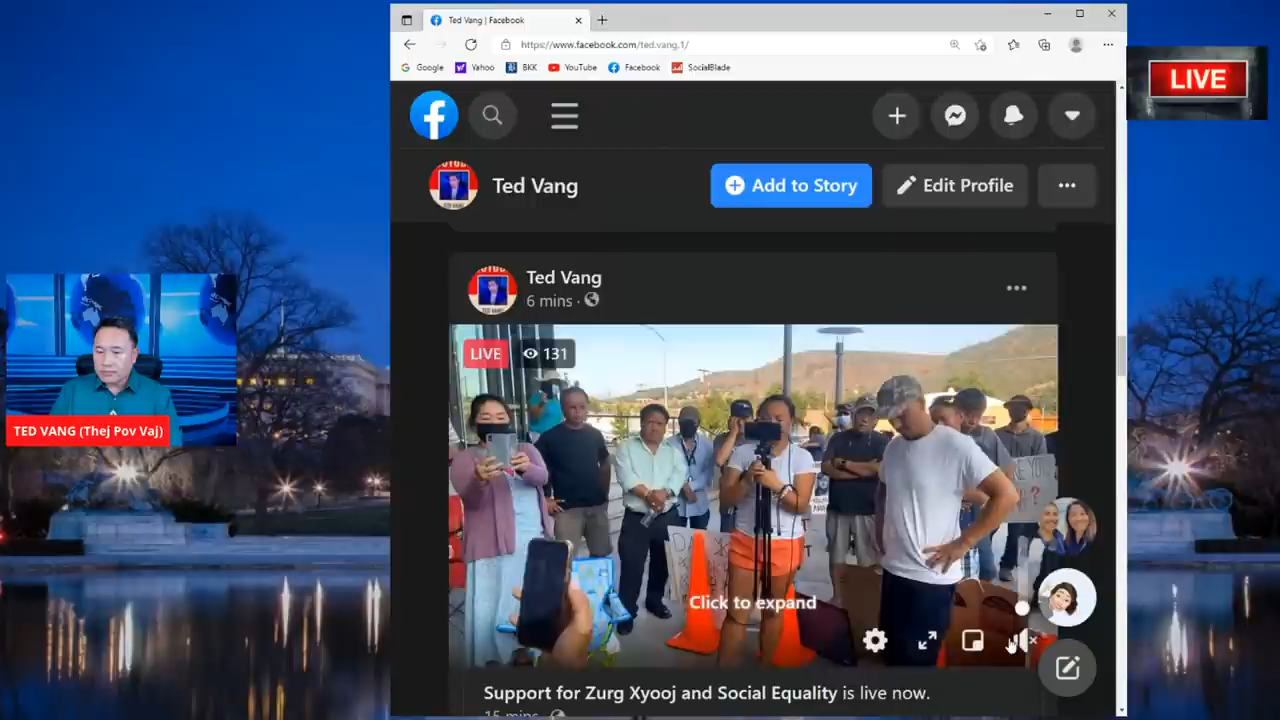 Ted Vang | Facebook
https://www.facebook.com/ted.vang.1/
Google Yahoo BKK YouTube Facebook SocialBlade
LIVE
Ted Vang
Add to Story
Edit Profile
Ted Vang
6 mins ·
LIVE 131
TED VANG (Thej Pov Vaj)
Click to expand
Support for Zurg Xyooj and Social Equality is live now.
15 mins